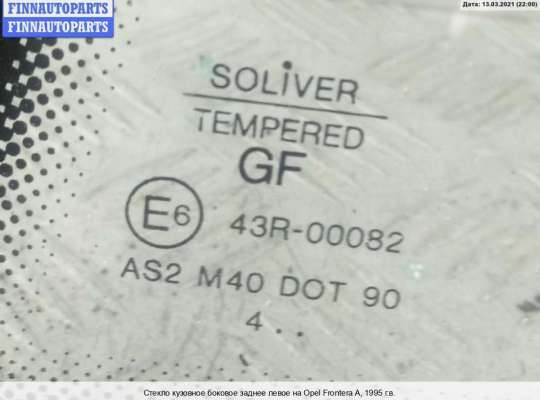 FINNAUTOPARTS
FINNAUTOPARTS
Дата: 13.03.2021 (22:00)
SOLiVER
TEMPERED
GF
E6 43R-00082
AS2 M40 DOT 90
4 . .
Стекло кузовное боковое заднее левое на Opel Frontera A, 1995 г.в.